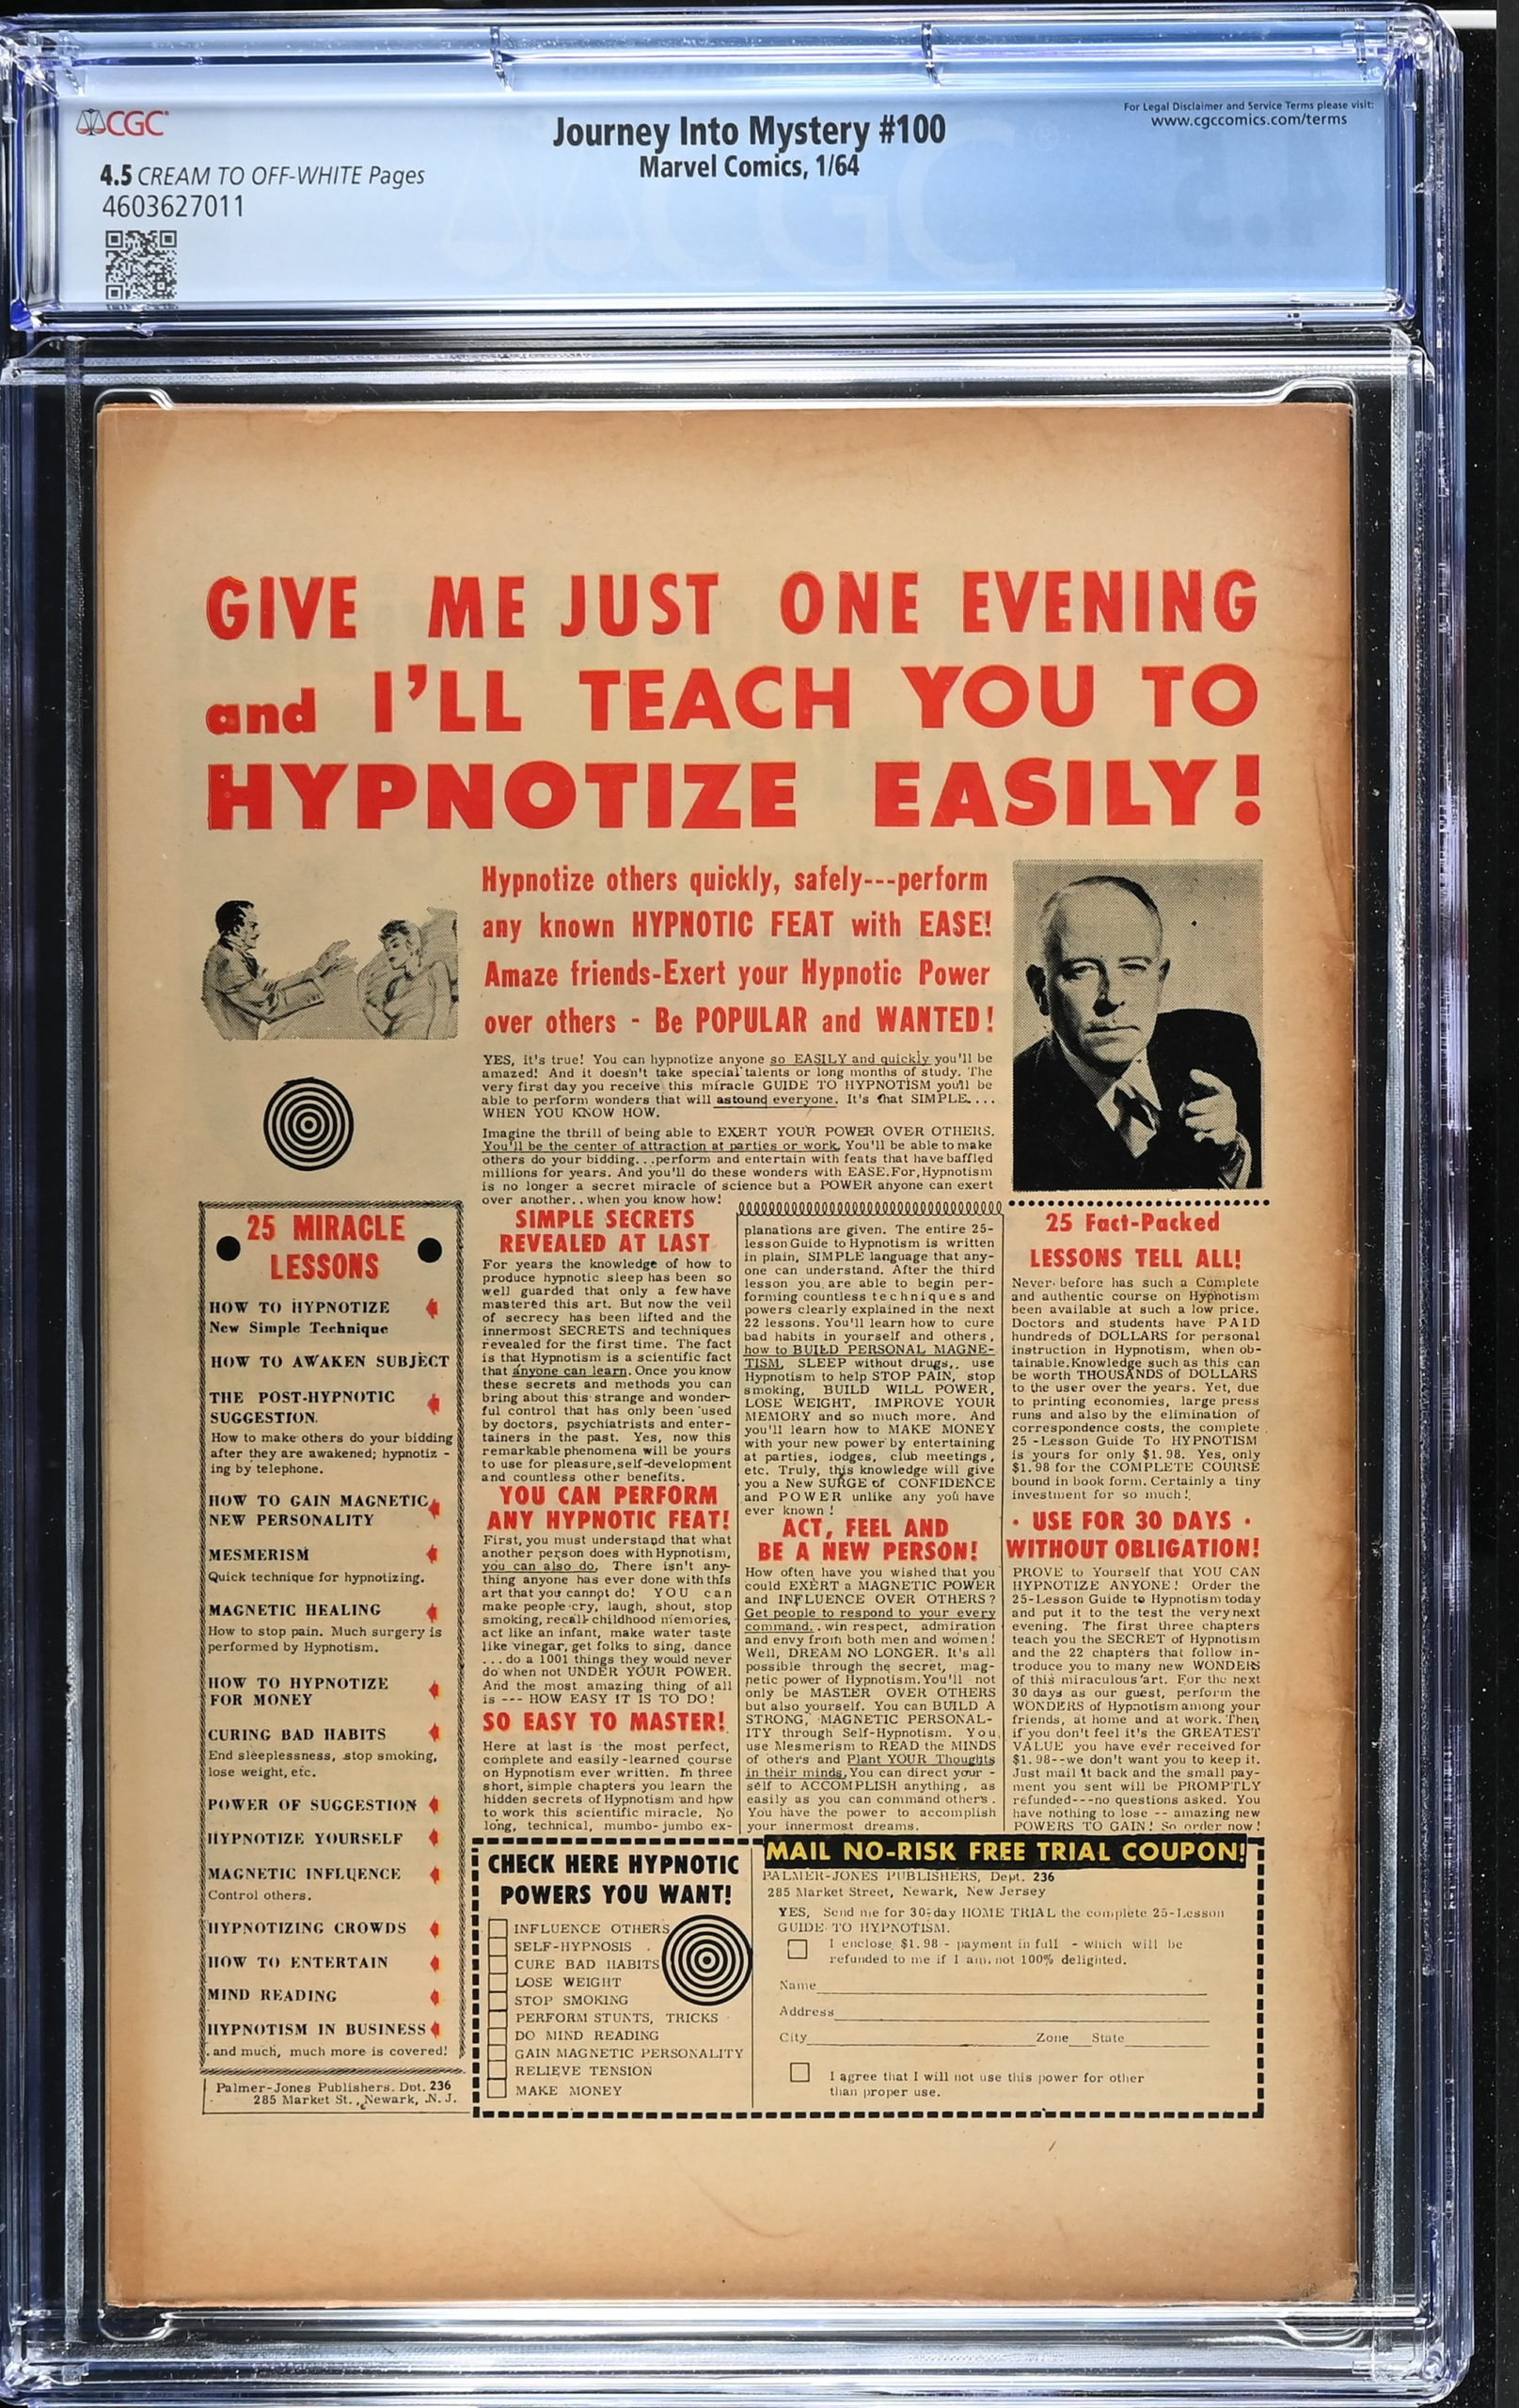 CGC
4.5 CREAM TO OFF-WHITE Pages
4603627011
Journey Into Mystery #100
Marvel Comics, 1/64
For Legal Disclaimer and Service Terms please visit:
www.cgccomics.com/terms
GIVE ME JUST ONE EVENING
and I'LL TEACH YOU TO
HYPNOTIZE EASILY!
Hypnotize others quickly, safely---perform
any known HYPNOTIC FEAT with EASE!
Amaze friends-Exert your Hypnotic Power
over others - Be POPULAR and WANTED!
YES, it's true! You can hypnotize anyone so EASILY and quickly you'll be
amazed! And it doesn't take special talents or long months of study. The
very first day you receive this miracle GUIDE TO HYPNOTISM you'll be
able to perform wonders that will astound everyone. It's that SIMPLE....
WHEN YOU KNOW HOW.
Imagine the thrill of being able to EXERT YOUR POWER OVER OTHERS.
You'll be the center of attraction at parties or work. You'll be able to make
others do your bidding...perform and entertain with feats that have baffled
millions for years. And you'll do these wonders with EASE. For, Hypnotism
is no longer a secret miracle of science but a POWER anyone can exert
over another.. when you know how!
25 MIRACLE
LESSONS
HOW TO HYPNOTIZE
New Simple Technique
HOW TO AWAKEN SUBJECT
THE POST-HYPNOTIC
SUGGESTION.
How to make others do your bidding
after they are awakened; hypnotiz -
ing by telephone.
HOW TO GAIN MAGNETIC
NEW PERSONALITY
MESMERISM
Quick technique for hypnotizing.
MAGNETIC HEALING
How to stop pain. Much surgery is
performed by Hypnotism.
HOW TO HYPNOTIZE
FOR MONEY
CURING BAD HABITS
End sleeplessness, stop smoking,
lose weight, etc.
POWER OF SUGGESTION
HYPNOTIZE YOURSELF
MAGNETIC INFLUENCE
Control others.
HYPNOTIZING CROWDS
HOW TO ENTERTAIN
MIND READING
HYPNOTISM IN BUSINESS
. and much, much more is covered!
Palmer-Jones Publishers. Dpt. 236
285 Market St., Newark, N. J.
SIMPLE SECRETS
REVEALED AT LAST
For years the knowledge of how to
produce hypnotic sleep has been so
well guarded that only a few have
mastered this art. But now the veil
of secrecy has been lifted and the
innermost SECRETS and techniques
revealed for the first time. The fact
is that Hypnotism is a scientific fact
that anyone can learn. Once you know
these secrets and methods you can
bring about this strange and wonder-
ful control that has only been used
by doctors, psychiatrists and enter-
tainers in the past. Yes, now this
remarkable phenomena will be yours
to use for pleasure, self-development
and countless other benefits.
YOU CAN PERFORM
ANY HYPNOTIC FEAT!
First, you must understand that what
another person does with Hypnotism,
you can also do. There isn't any-
thing anyone has ever done with this
art that you cannot do! YOU can
make people cry, laugh, shout, stop
smoking, recall childhood memories,
act like an infant, make water taste
like vinegar, get folks to sing, dance
...do a 1001 things they would never
do when not UNDER YOUR POWER.
And the most amazing thing of all
is --- HOW EASY IT IS TO DO!
SO EASY TO MASTER!
Here at last is the most perfect,
complete and easily-learned course
on Hypnotism ever written. In three
short, simple chapters you learn the
hidden secrets of Hypnotism and how
to work this scientific miracle. No
long, technical, mumbo-jumbo ex-
planations are given. The entire 25-
lesson Guide to Hypnotism is written
in plain, SIMPLE language that any-
one can understand. After the third
lesson you are able to begin per-
forming countless techniques and
powers clearly explained in the next
22 lessons. You'll learn how to cure
bad habits in yourself and others,
how to BUILD PERSONAL MAGNE-
TISM, SLEEP without drugs,. use
Hypnotism to help STOP PAIN, stop
smoking, BUILD WILL POWER,
LOSE WEIGHT, IMPROVE YOUR
MEMORY and so much more. And
you'll learn how to MAKE MONEY
with your new power by entertaining
at parties, lodges, club meetings,
etc. Truly, this knowledge will give
you a New SURGE of CONFIDENCE
and POWER unlike any you have
ever known!
ACT, FEEL AND
BE A NEW PERSON!
How often have you wished that you
could EXERT a MAGNETIC POWER
and INFLUENCE OVER OTHERS?
Get people to respond to your every
command. . win respect, admiration
and envy from both men and women!
Well, DREAM NO LONGER. It's all
possible through the secret, mag-
netic power of Hypnotism. You'll not
only be MASTER OVER OTHERS
but also yourself. You can BUILD A
STRONG, MAGNETIC PERSONAL-
ITY through Self-Hypnotism. You
use Mesmerism to READ the MINDS
of others and Plant YOUR Thoughts
in their minds. You can direct your -
self to ACCOMPLISH anything, as
easily as you can command others.
You have the power to accomplish
your innermost dreams.
25 Fact-Packed
LESSONS TELL ALL!
Never before has such a Complete
and authentic course on Hypnotism
been available at such a low price.
Doctors and students have PAID
hundreds of DOLLARS for personal
instruction in Hypnotism, when ob-
tainable. Knowledge such as this can
be worth THOUSANDS of DOLLARS
to the user over the years. Yet, due
to printing economies, large press
runs and also by the elimination of
correspondence costs, the complete
25 -Lesson Guide To HYPNOTISM
is yours for only $1.98. Yes, only
$1.98 for the COMPLETE COURSE
bound in book form. Certainly a tiny
investment for so much!
· USE FOR 30 DAYS ·
WITHOUT OBLIGATION!
PROVE to Yourself that YOU CAN
HYPNOTIZE ANYONE! Order the
25-Lesson Guide to Hypnotism today
and put it to the test the very next
evening. The first three chapters
teach you the SECRET of Hypnotism
and the 22 chapters that follow in-
troduce you to many new WONDERS
of this miraculous art. For the next
30 days as our guest, perform the
WONDERS of Hypnotism among your
friends, at home and at work. Then,
if you don't feel it's the GREATEST
VALUE you have ever received for
$1.98--we don't want you to keep it.
Just mail it back and the small pay-
ment you sent will be PROMPTLY
refunded---no questions asked. You
have nothing to lose -- amazing new
POWERS TO GAIN! So order now!
CHECK HERE HYPNOTIC
POWERS YOU WANT!
INFLUENCE OTHERS
SELF-HYPNOSIS
CURE BAD HABITS
LOSE WEIGHT
STOP SMOKING
PERFORM STUNTS, TRICKS
DO MIND READING
GAIN MAGNETIC PERSONALITY
RELIEVE TENSION
MAKE MONEY
MAIL NO-RISK FREE TRIAL COUPON!
PALMER-JONES PUBLISHERS, Dept. 236
285 Market Street, Newark, New Jersey
YES, Send me for 30-day HOME TRIAL the complete 25-Lesson
GUIDE TO HYPNOTISM.
I enclose $1.98 - payment in full - which will be
refunded to me if I am not 100% delighted.
Name
Address
City Zone State
I agree that I will not use this power for other
than proper use.